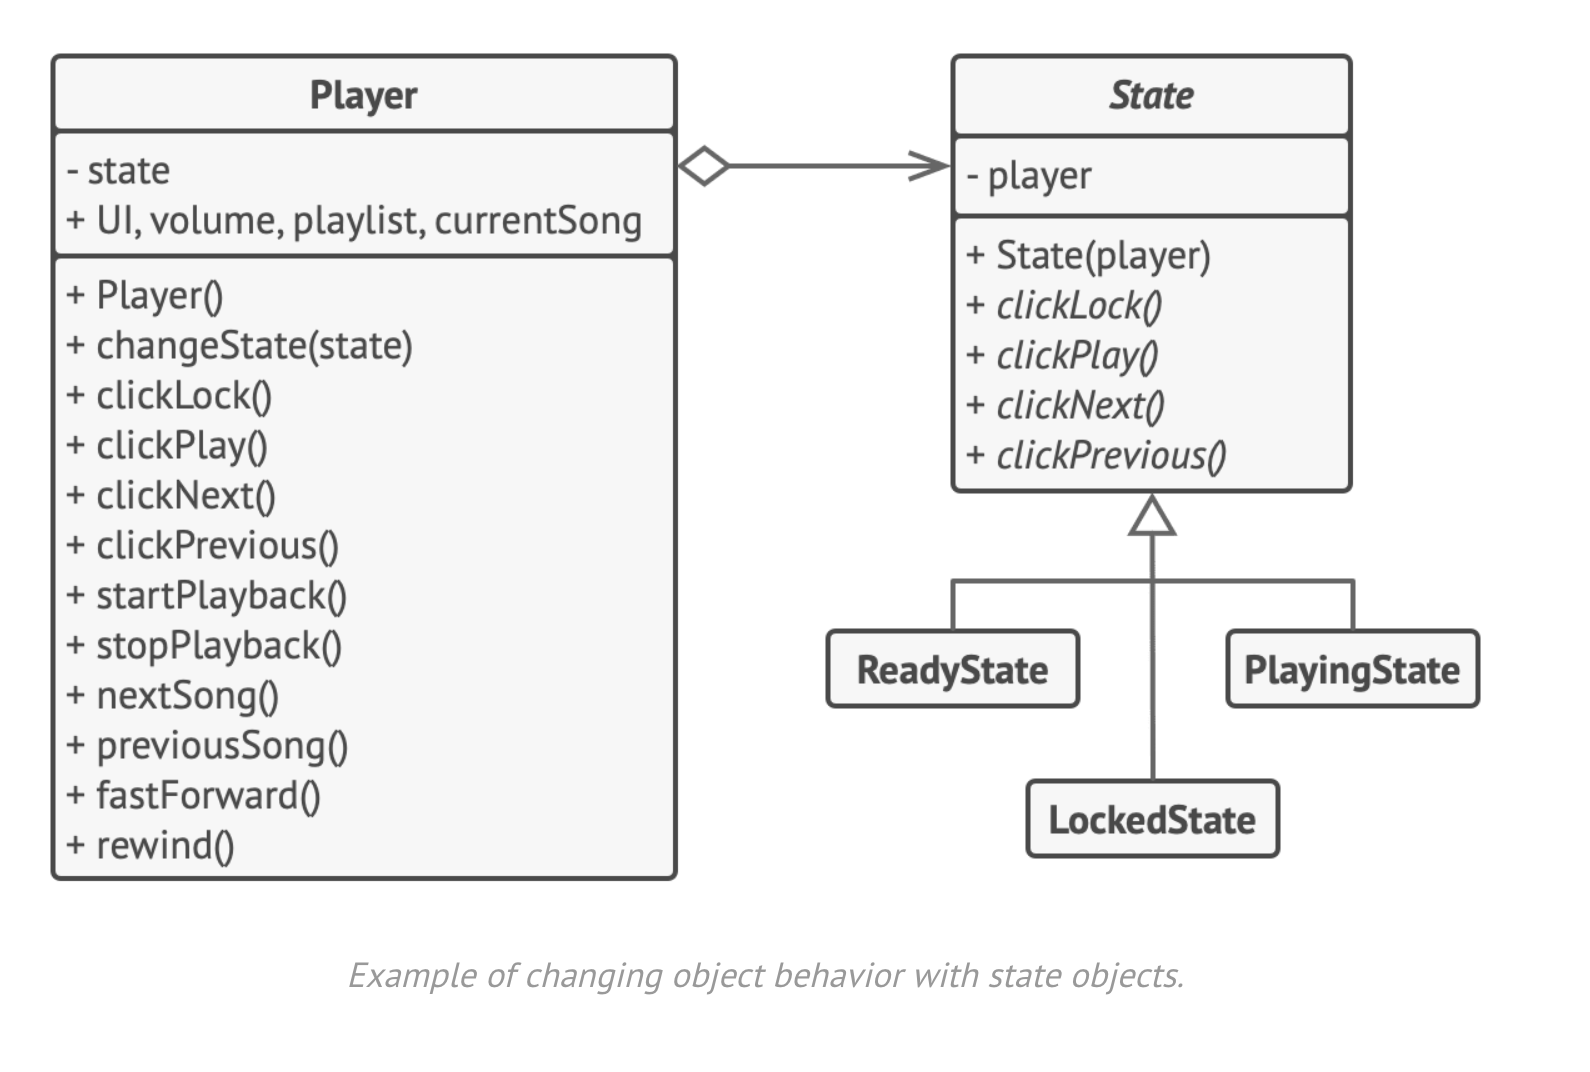 Player
- state
+ UI, volume, playlist, currentSong
+ Player()
+ changeState(state)
+ clickLock()
+ clickPlay()
+ clickNext()
+ clickPrevious()
+ startPlayback()
+ stopPlayback()
+ nextSong()
+ previousSong()
+ fastForward()
+ rewind()
State
- player
+ State(player)
+ clickLock()
+ clickPlay()
+ clickNext()
+ clickPrevious()
ReadyState
PlayingState
LockedState
Example of changing object behavior with state objects.